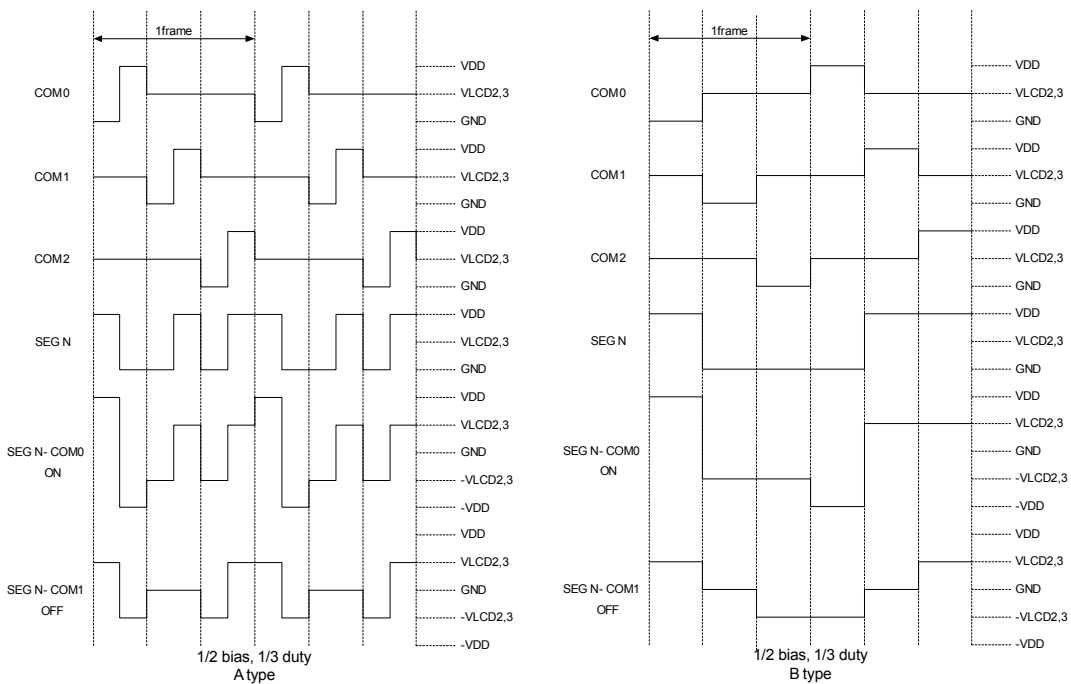 1frame
VDD
COM0
VLCD2,3
GND
VDD
COM1
VLCD2,3
GND
VDD
COM2
VLCD2,3
GND
VDD
SEG N
VLCD2,3
GND
VDD
VLCD2,3
SEG N- COM0
ON
GND
-VLCD2,3
-VDD
VDD
VLCD2,3
SEG N- COM1
OFF
GND
-VLCD2,3
-VDD
1/2 bias, 1/3 duty
A type
1frame
VDD
COM0
VLCD2,3
GND
VDD
COM1
VLCD2,3
GND
VDD
COM2
VLCD2,3
GND
VDD
SEG N
VLCD2,3
GND
VDD
VLCD2,3
SEG N- COM0
ON
GND
-VLCD2,3
-VDD
VDD
VLCD2,3
SEG N- COM1
OFF
GND
-VLCD2,3
-VDD
1/2 bias, 1/3 duty
B type